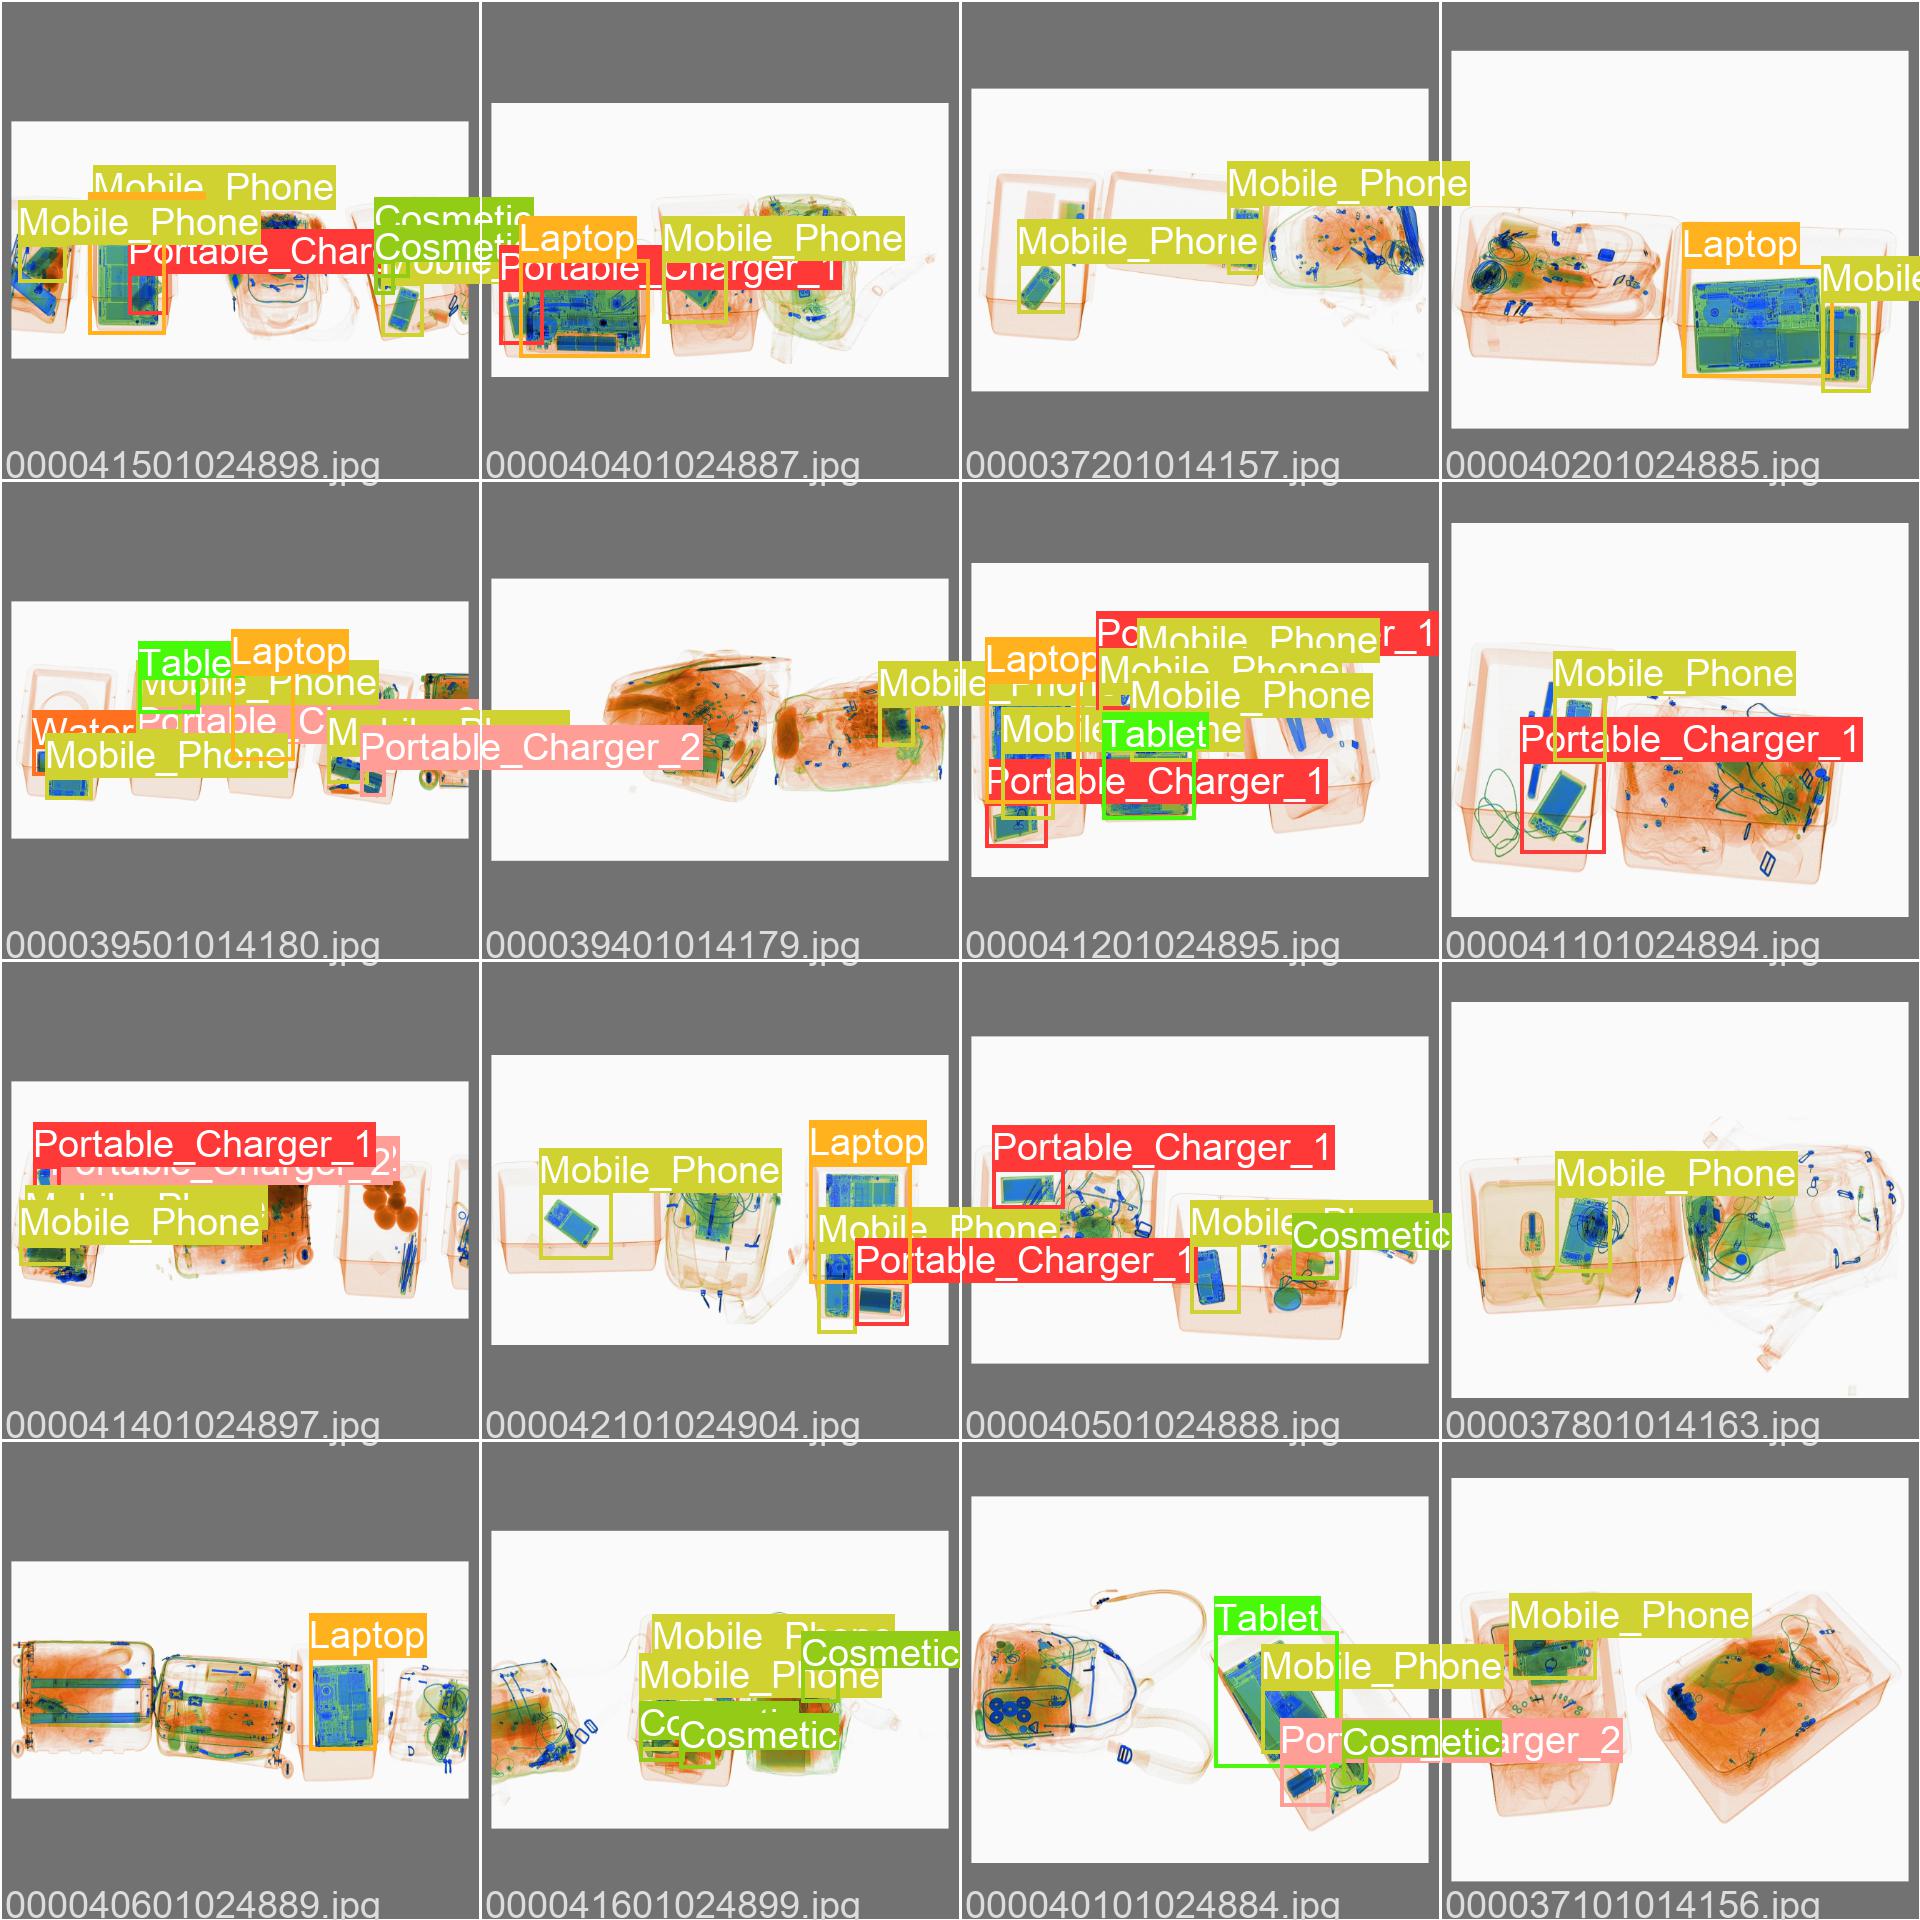 Mobile_Phone
Mobile_Phone
Portable_Char
Cosmetic
Cosmeti
Mobile_
000041501024898.jpg
Laptop
Mobile_Phone
Portable_Charger_1
000040401024887.jpg
Mobile_Phone
Mobile_Phone
000037201014157.jpg
Laptop
Mobile
000040201024885.jpg
Table
Laptop
Mobile_Phone
Water
Portable_C
M
Mobile_Phone
Portable_Charger_2
000039501014180.jpg
Mobile
000039401014179.jpg
Po r_1
Mobile_Phone
Laptop
Mobile_Phone
Mobile_Phone
Mobile
Tablet
Portable_Charger_1
000041201024895.jpg
Mobile_Phone
Portable_Charger_1
000041101024894.jpg
Portable_Charger_1
Portable_Charger_2
Mobile_Phone
Mobile_Phone
000041401024897.jpg
Laptop
Mobile_Phone
Mobile_Phone
Portable_Charger_1
000042101024904.jpg
Portable_Charger_1
Mobile
Cosmetic
000040501024888.jpg
Mobile_Phone
000037801014163.jpg
Laptop
000040601024889.jpg
Mobile_Phone
Cosmetic
Mobile_Phone
Co
Cosmetic
000041601024899.jpg
Tablet
Mobile_Phone
Por arger_2
Cosmetic
000040101024884.jpg
Mobile_Phone
000037101014156.jpg